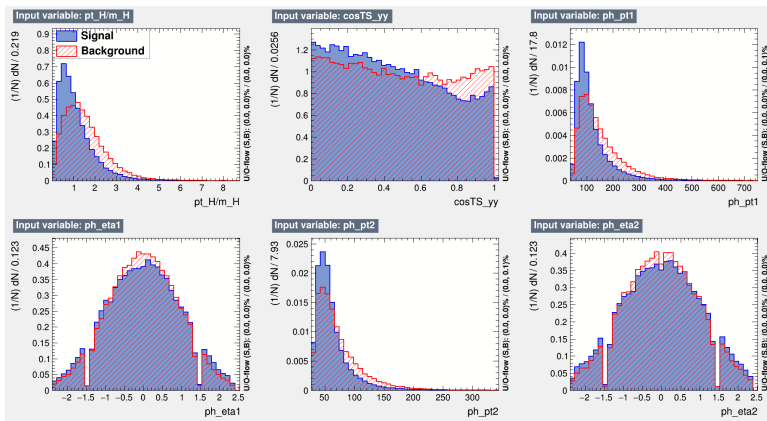 Input variable: pt_H/m_H
(1/N) dN / 0.219
0.9
0.8
0.7
0.6
0.5
0.4
0.3
0.2
0.1
0
1 2 3 4 5 6 7 8
pt_H/m_H
Signal
Background
U/O-flow (S,B): (0.0, 0.0)% / (0.0, 0.0)%
Input variable: cosTS_yy
(1/N) dN / 0.0256
1.4
1.2
1
0.8
0.6
0.4
0.2
0
0 0.2 0.4 0.6 0.8 1
cosTS_yy
U/O-flow (S,B): (0.0, 0.0)% / (0.0, 0.0)%
Input variable: ph_pt1
(1/N) dN / 17.8
0.012
0.01
0.008
0.006
0.004
0.002
0
100 200 300 400 500 600 700
ph_pt1
U/O-flow (S,B): (0.0, 0.0)% / (0.0, 0.1)%
Input variable: ph_eta1
(1/N) dN / 0.123
0.45
0.4
0.35
0.3
0.25
0.2
0.15
0.1
0.05
0
−2 −1.5 −1 −0.5 0 0.5 1 1.5 2 2.5
ph_eta1
U/O-flow (S,B): (0.0, 0.0)% / (0.0, 0.0)%
Input variable: ph_pt2
(1/N) dN / 7.93
0.025
0.02
0.015
0.01
0.005
0
50 100 150 200 250 300
ph_pt2
U/O-flow (S,B): (0.0, 0.0)% / (0.0, 0.1)%
Input variable: ph_eta2
(1/N) dN / 0.123
0.4
0.35
0.3
0.25
0.2
0.15
0.1
0.05
0
−2 −1.5 −1 −0.5 0 0.5 1 1.5 2 2.5
ph_eta2
U/O-flow (S,B): (0.0, 0.0)% / (0.0, 0.0)%